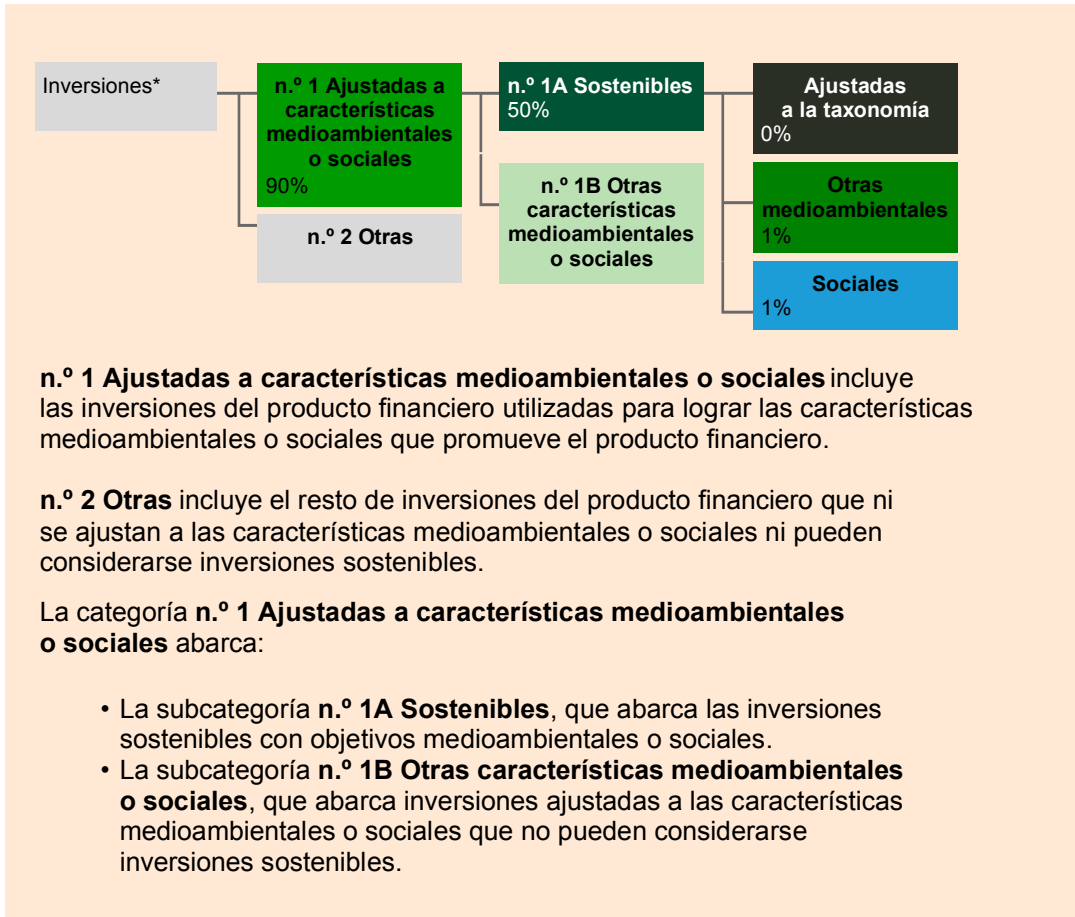 Inversiones*
n.º 1 Ajustadas a
características
medioambientales
o sociales
90%
n.º 2 Otras
n.º 1A Sostenibles
50%
n.º 1B Otras
características
medioambientales
o sociales
Ajustadas
a la taxonomía
0%
Otras
medioambientales
1%
Sociales
1%
n.º 1 Ajustadas a características medioambientales o sociales incluye
las inversiones del producto financiero utilizadas para lograr las características
medioambientales o sociales que promueve el producto financiero.
n.º 2 Otras incluye el resto de inversiones del producto financiero que ni
se ajustan a las características medioambientales o sociales ni pueden
considerarse inversiones sostenibles.
La categoría n.º 1 Ajustadas a características medioambientales
o sociales abarca:
• La subcategoría n.º 1A Sostenibles, que abarca las inversiones
sostenibles con objetivos medioambientales o sociales.
• La subcategoría n.º 1B Otras características medioambientales
o sociales, que abarca inversiones ajustadas a las características
medioambientales o sociales que no pueden considerarse
inversiones sostenibles.